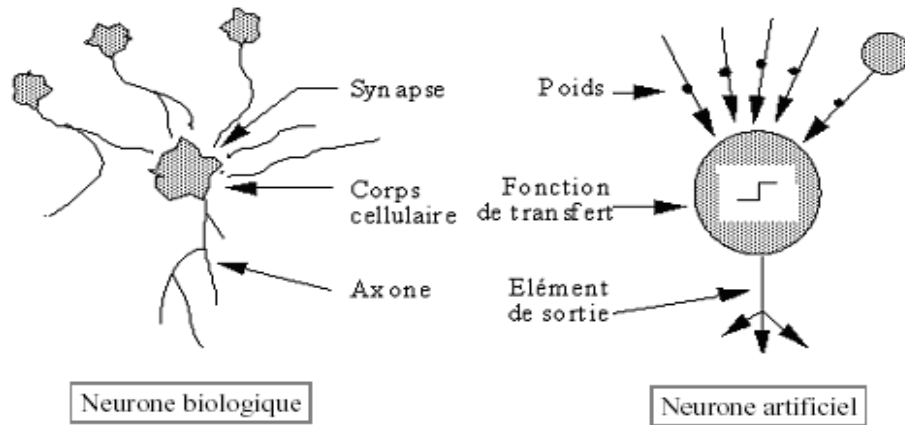 Synapse
Corps
cellulaire
Axone
Neurone biologique
Poids
Fonction
de transfert
Elément
de sortie
Neurone artificiel